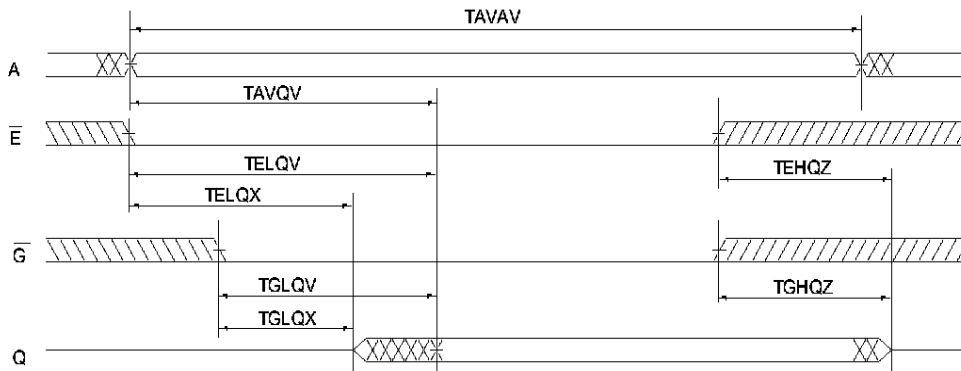 TAVAV
A
TAVQV
E
TELQV
TEHQZ
TELQX
G
TGLQV
TGHQZ
TGLQX
Q